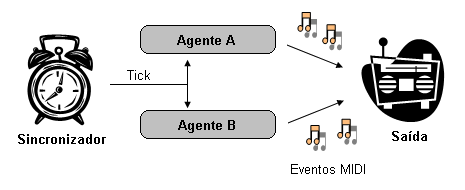 Agente A
Tick
Agente B
Sincronizador
Saída
Eventos MIDI